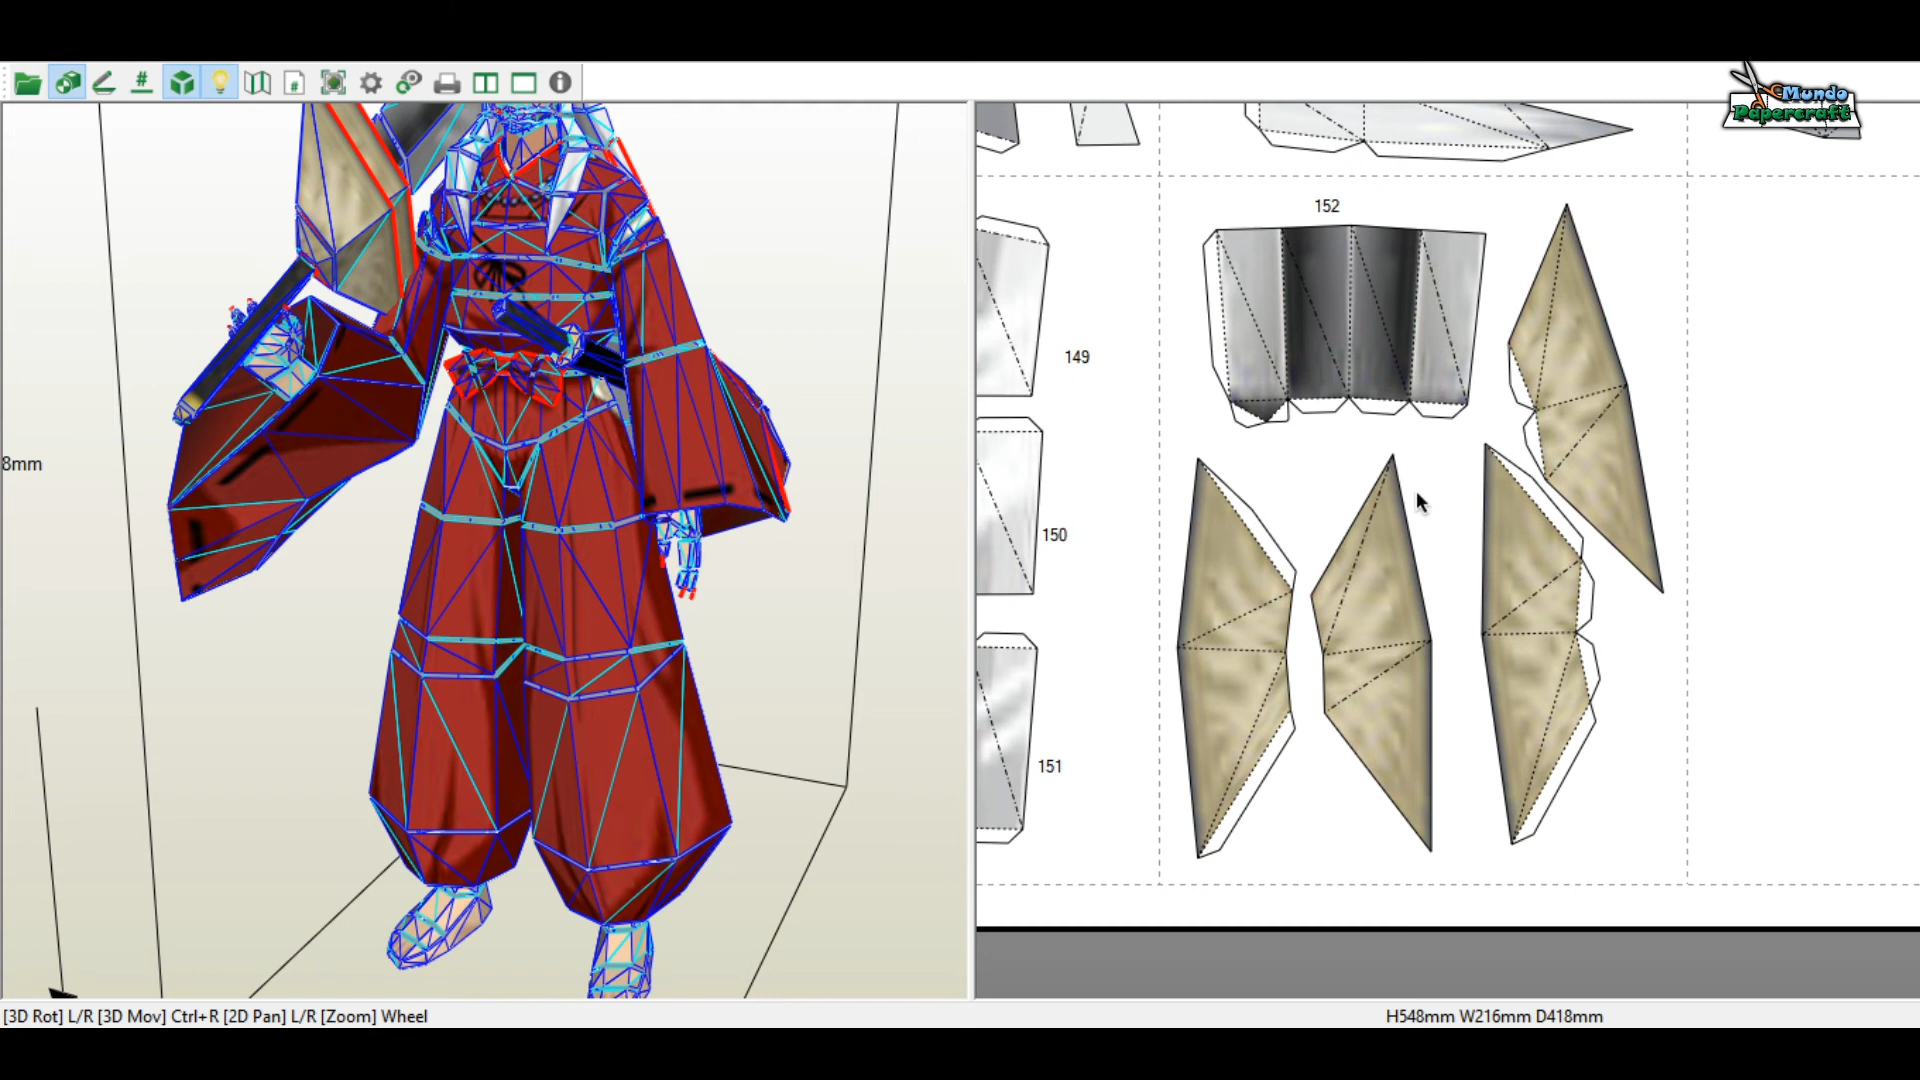 #
#
Mundo
Papercraft
152
149
8mm
150
151
[3D Rot] L/R [3D Mov] Ctrl+R [2D Pan] L/R [Zoom] Wheel
H548mm W216mm D418mm